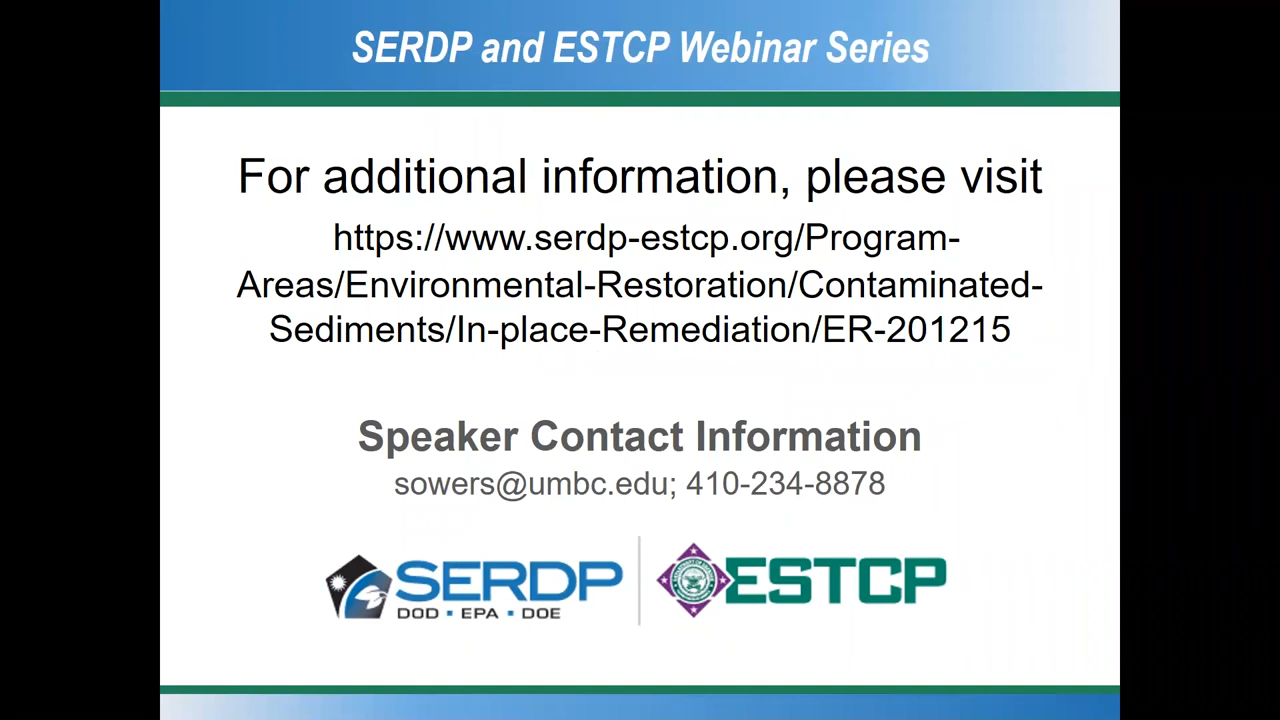 SERDP and ESTCP Webinar Series
For additional information, please visit
https://www.serdp-estcp.org/Program-
Areas/Environmental-Restoration/Contaminated-
Sediments/In-place-Remediation/ER-201215
Speaker Contact Information
sowers@umbc.edu; 410-234-8878
SERDP
DOD • EPA • DOE
ESTCP